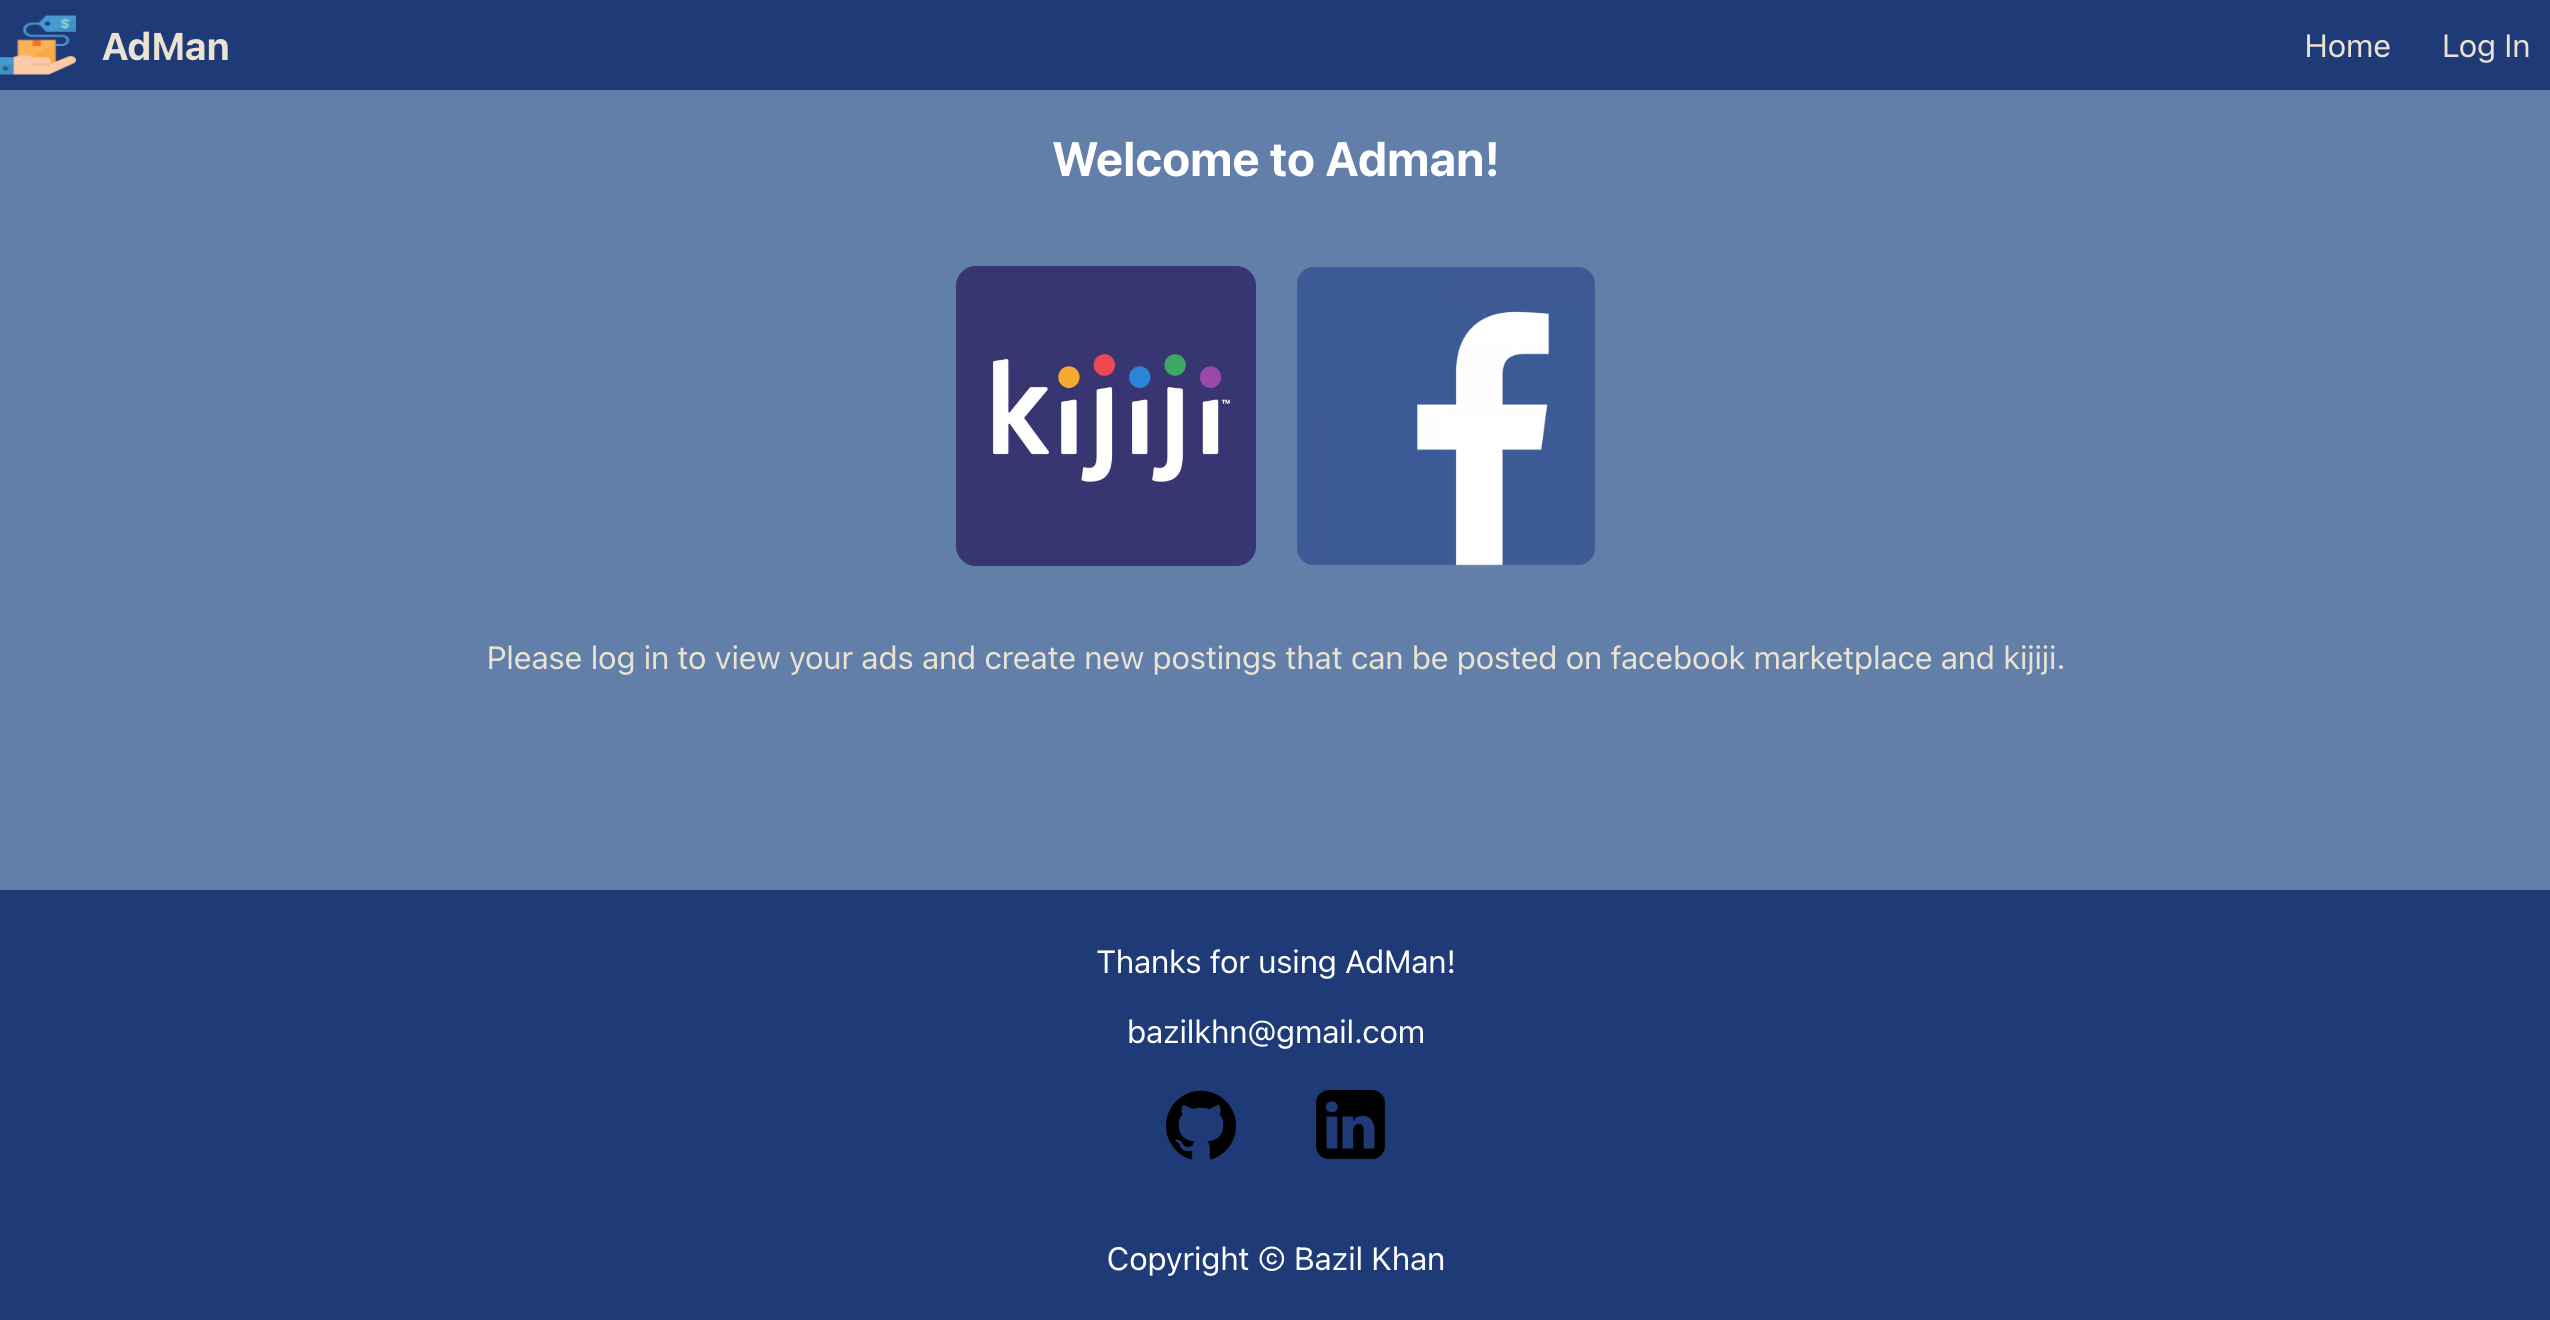 AdMan
Home
Log In
Welcome to Adman!
kijiji™
f
Please log in to view your ads and create new postings that can be posted on facebook marketplace and kijiji.
Thanks for using AdMan!
bazilkhn@gmail.com
in
Copyright © Bazil Khan